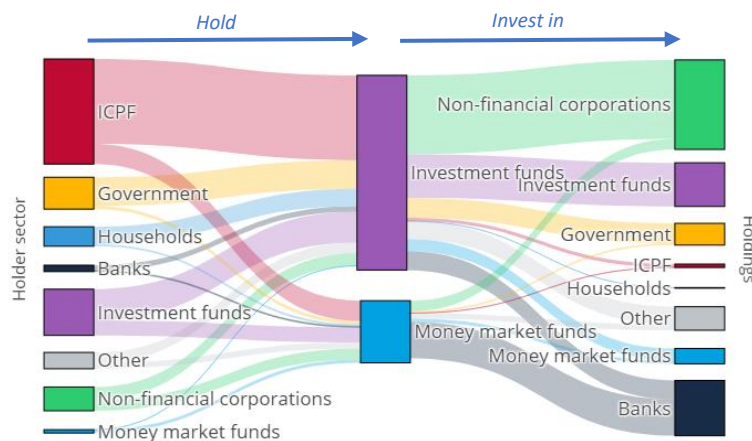 Hold
Invest in
Holder sector
ICPF
Government
Households
Banks
Investment funds
Other
Non-financial corporations
Money market funds
Investment funds
Money market funds
Non-financial corporations
Investment funds
Government
ICPF
Households
Other
Money market funds
Banks
Holdings